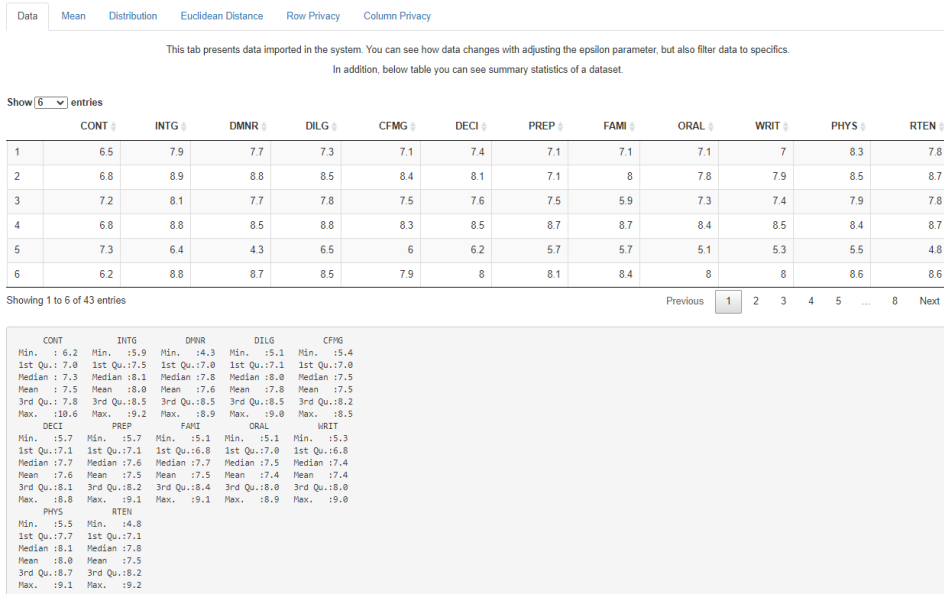 Data Mean Distribution Euclidean Distance Row Privacy Column Privacy
This tab presents data imported in the system. You can see how data changes with adjusting the epsilon parameter, but also filter data to specifics.
In addition, below table you can see summary statistics of a dataset.
Show 6 entries
CONT INTG DMNR DILG CFMG DECI PREP FAMI ORAL WRIT PHYS RTEN
1 6.5 7.9 7.7 7.3 7.1 7.4 7.1 7.1 7.1 7 8.3 7.8
2 6.8 8.9 8.8 8.5 8.4 8.1 7.1 8 7.8 7.9 8.5 8.7
3 7.2 8.1 7.7 7.8 7.5 7.6 7.5 5.9 7.3 7.4 7.9 7.8
4 6.8 8.8 8.5 8.8 8.3 8.5 8.7 8.7 8.4 8.5 8.4 8.7
5 7.3 6.4 4.3 6.5 6 6.2 5.7 5.7 5.1 5.3 5.5 4.8
6 6.2 8.8 8.7 8.5 7.9 8 8.1 8.4 8 8 8.6 8.6
Showing 1 to 6 of 43 entries Previous 1 2 3 4 5 ... 8 Next
CONT INTG DMNR DILG CFMG
Min. : 6.2 Min. :5.9 Min. :4.3 Min. :5.1 Min. :5.4
1st Qu.: 7.0 1st Qu.:7.5 1st Qu.:7.0 1st Qu.:7.1 1st Qu.:7.0
Median : 7.3 Median :8.1 Median :7.8 Median :8.0 Median :7.5
Mean : 7.5 Mean :8.0 Mean :7.6 Mean :7.8 Mean :7.5
3rd Qu.: 7.8 3rd Qu.:8.5 3rd Qu.:8.5 3rd Qu.:8.5 3rd Qu.:8.2
Max. :10.6 Max. :9.2 Max. :8.9 Max. :9.0 Max. :8.5
DECI PREP FAMI ORAL WRIT
Min. :5.7 Min. :5.7 Min. :5.1 Min. :5.1 Min. :5.3
1st Qu.:7.1 1st Qu.:7.1 1st Qu.:6.8 1st Qu.:7.0 1st Qu.:6.8
Median :7.7 Median :7.6 Median :7.7 Median :7.5 Median :7.4
Mean :7.6 Mean :7.5 Mean :7.5 Mean :7.4 Mean :7.4
3rd Qu.:8.1 3rd Qu.:8.2 3rd Qu.:8.4 3rd Qu.:8.0 3rd Qu.:8.0
Max. :8.8 Max. :9.1 Max. :9.1 Max. :8.9 Max. :9.0
PHYS RTEN
Min. :5.5 Min. :4.8
1st Qu.:7.7 1st Qu.:7.1
Median :8.1 Median :7.8
Mean :8.0 Mean :7.5
3rd Qu.:8.7 3rd Qu.:8.2
Max. :9.1 Max. :9.2